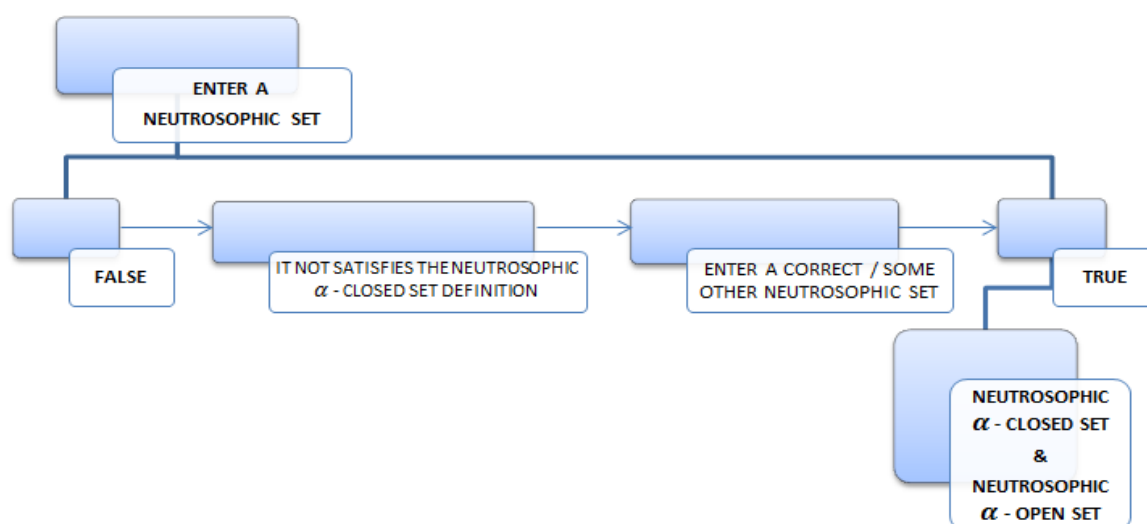 ENTER A
NEUTROSOPHIC SET
FALSE
IT NOT SATISFIES THE NEUTROSOPHIC
α - CLOSED SET DEFINITION
ENTER A CORRECT / SOME
OTHER NEUTROSOPHIC SET
TRUE
NEUTROSOPHIC
α - CLOSED SET
&
NEUTROSOPHIC
α - OPEN SET